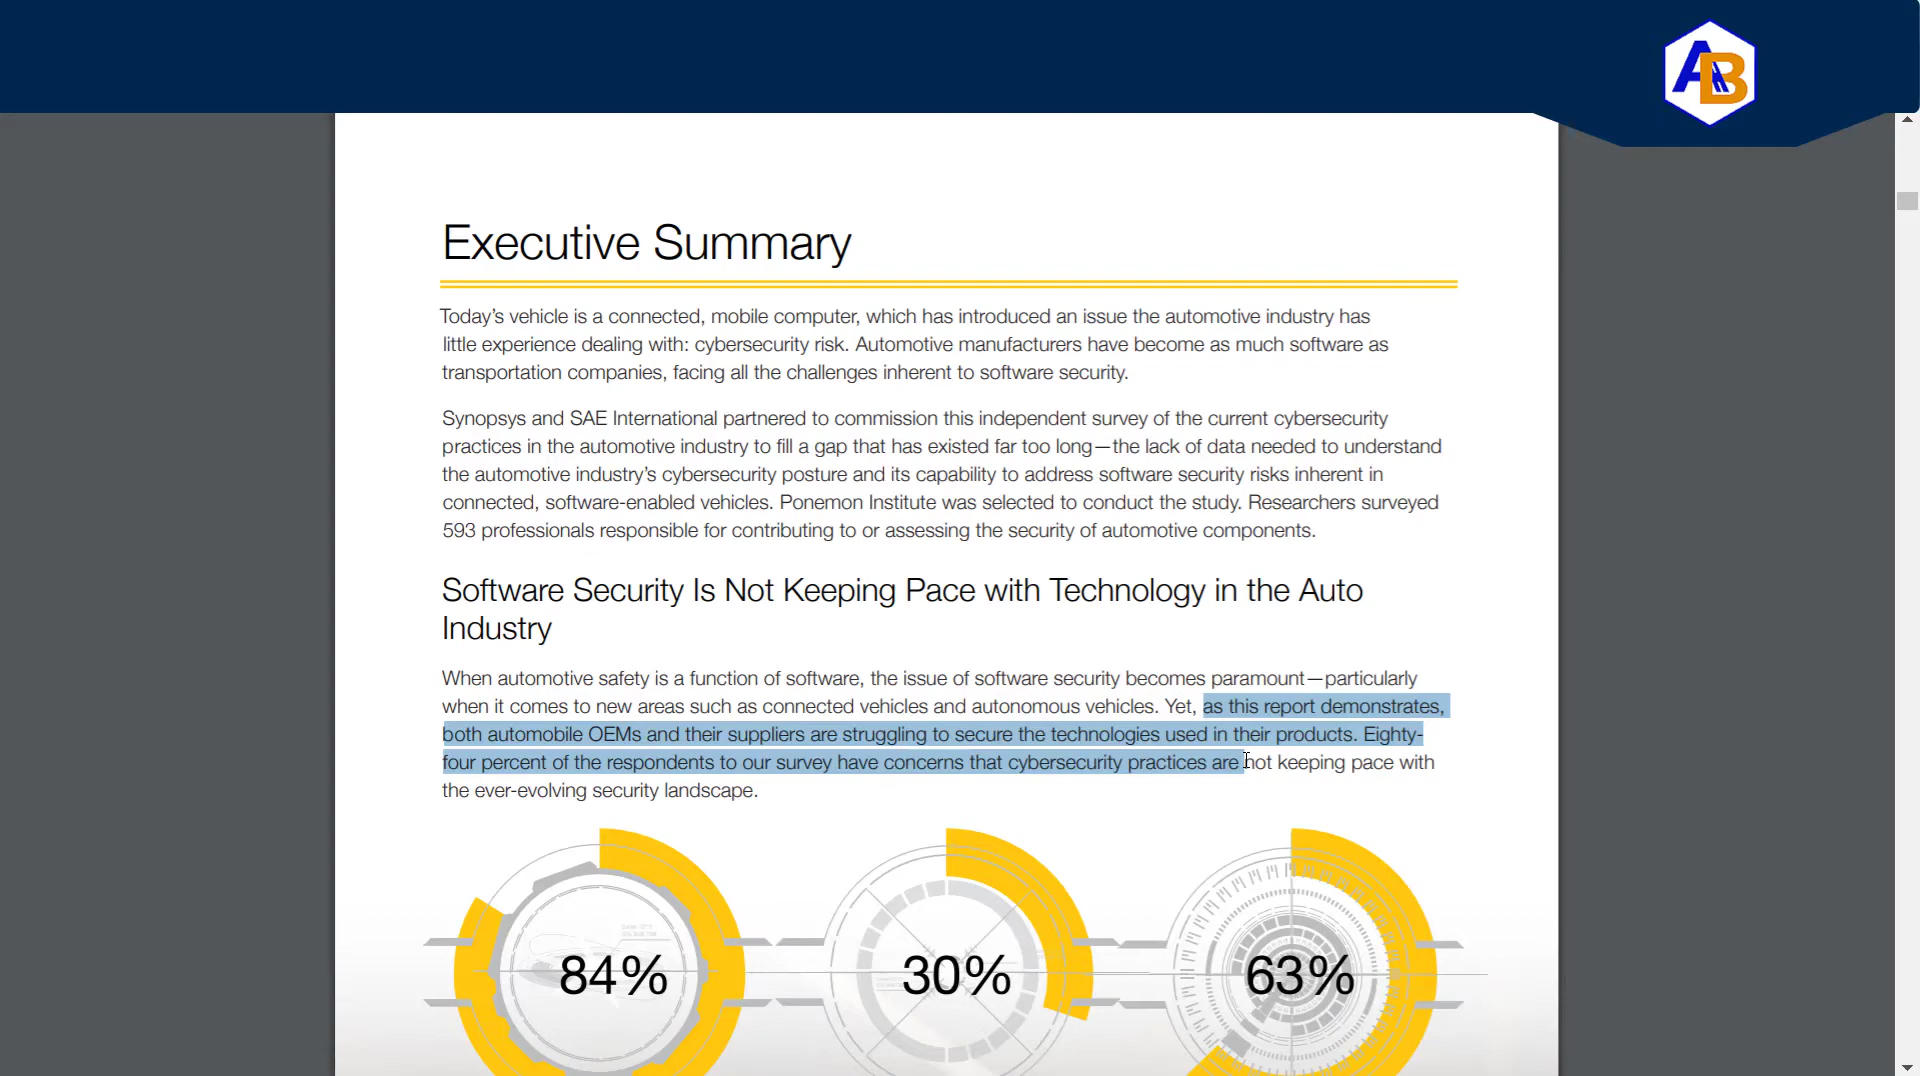 AB
Executive Summary
Today's vehicle is a connected, mobile computer, which has introduced an issue the automotive industry has
little experience dealing with: cybersecurity risk. Automotive manufacturers have become as much software as
transportation companies, facing all the challenges inherent to software security.
Synopsys and SAE International partnered to commission this independent survey of the current cybersecurity
practices in the automotive industry to fill a gap that has existed far too long—the lack of data needed to understand
the automotive industry's cybersecurity posture and its capability to address software security risks inherent in
connected, software-enabled vehicles. Ponemon Institute was selected to conduct the study. Researchers surveyed
593 professionals responsible for contributing to or assessing the security of automotive components.
Software Security Is Not Keeping Pace with Technology in the Auto
Industry
When automotive safety is a function of software, the issue of software security becomes paramount—particularly
when it comes to new areas such as connected vehicles and autonomous vehicles. Yet, as this report demonstrates,
both automobile OEMs and their suppliers are struggling to secure the technologies used in their products. Eighty-
four percent of the respondents to our survey have concerns that cybersecurity practices are not keeping pace with
the ever-evolving security landscape.
84%
30%
63%